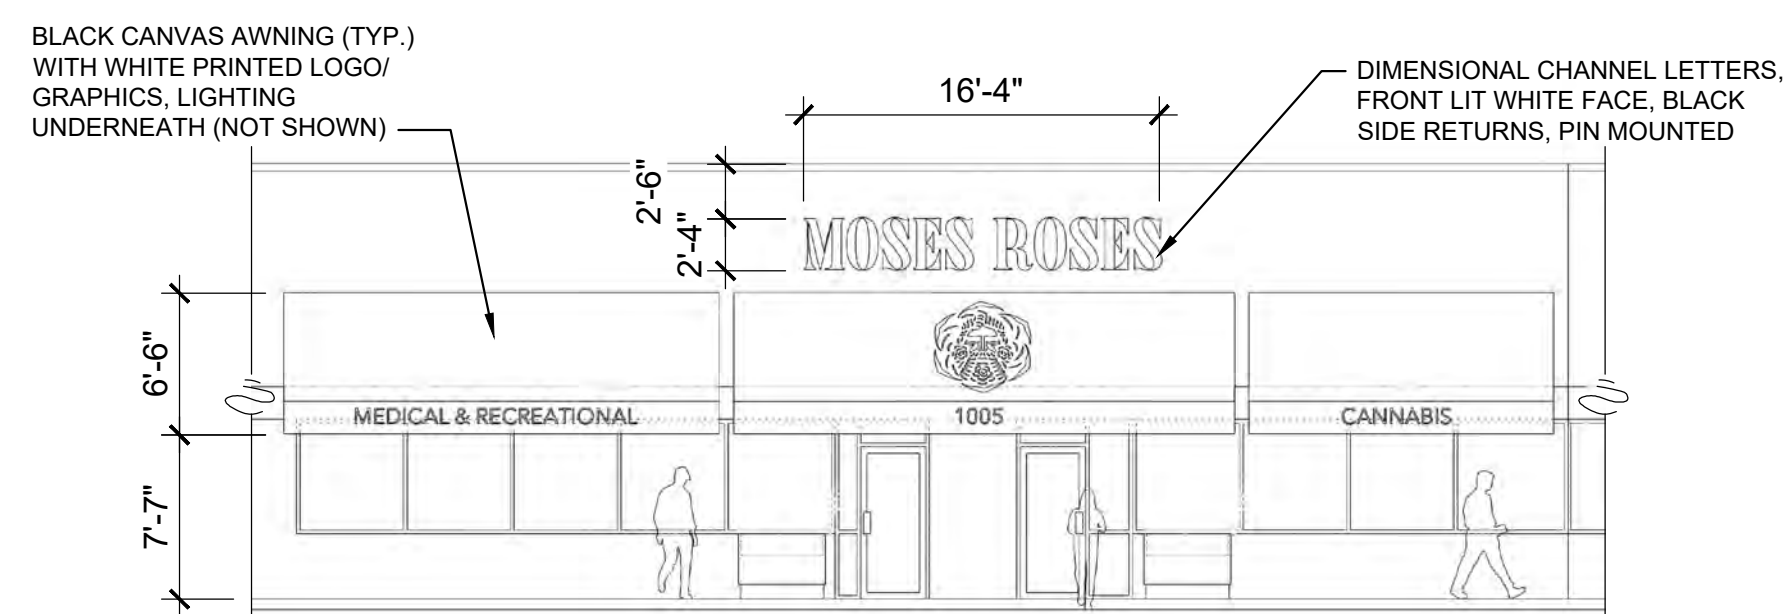 BLACK CANVAS AWNING (TYP.)
WITH WHITE PRINTED LOGO/
GRAPHICS, LIGHTING
UNDERNEATH (NOT SHOWN)
16'-4"
DIMENSIONAL CHANNEL LETTERS,
FRONT LIT WHITE FACE, BLACK
SIDE RETURNS, PIN MOUNTED
2'-6"
2'-4"
MOSES ROSES
6'-6"
MEDICAL & RECREATIONAL
1005
CANNABIS
7'-7"